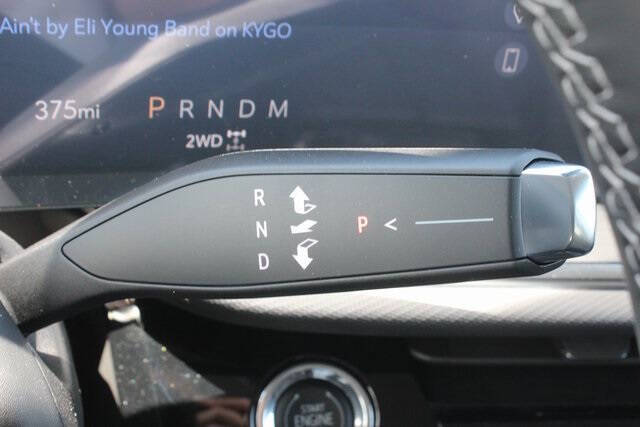 Ain't by Eli Young Band on KYGO
375mi P R N D M
2WD
R
N P <
D
START
ENGINE